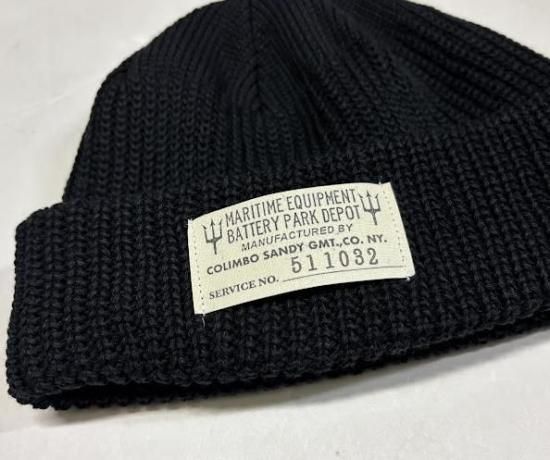 MARITIME EQUIPMENT
BATTERY PARK DEPOT
MANUFACTURED BY
COLIMBO SANDY GMT., CO. NY.
SERVICE NO. 511032